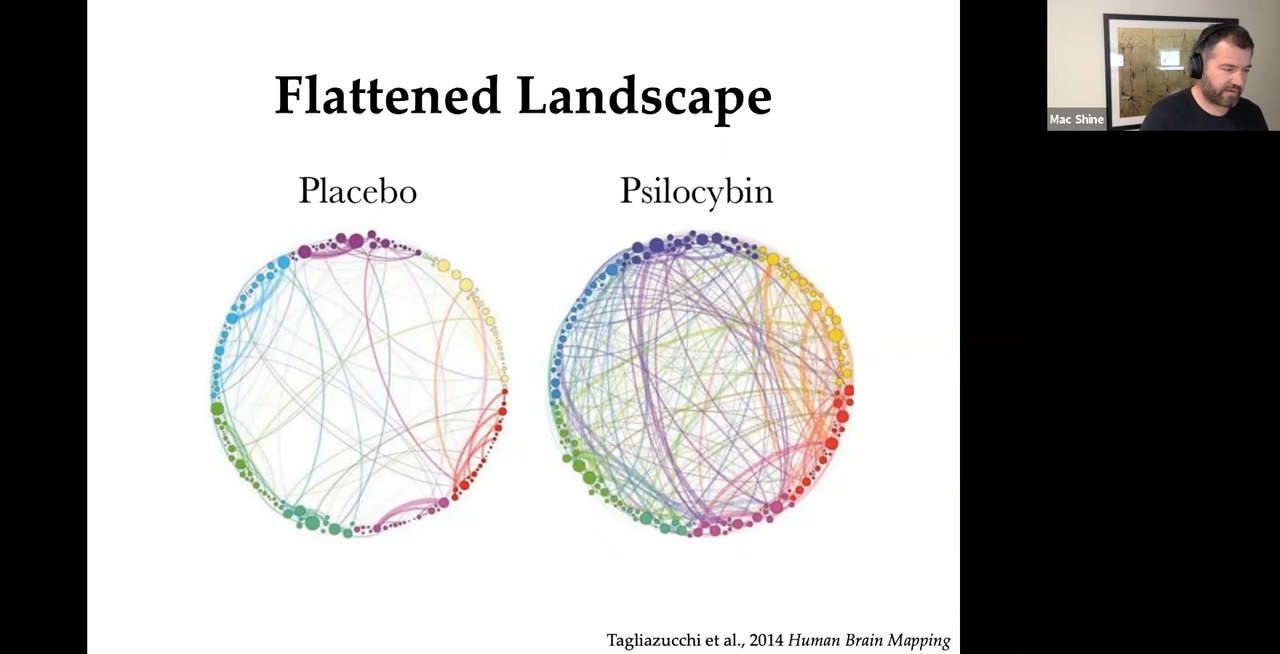 Flattened Landscape
Placebo
Psilocybin
Tagliazucchi et al., 2014 Human Brain Mapping
Mac Shine